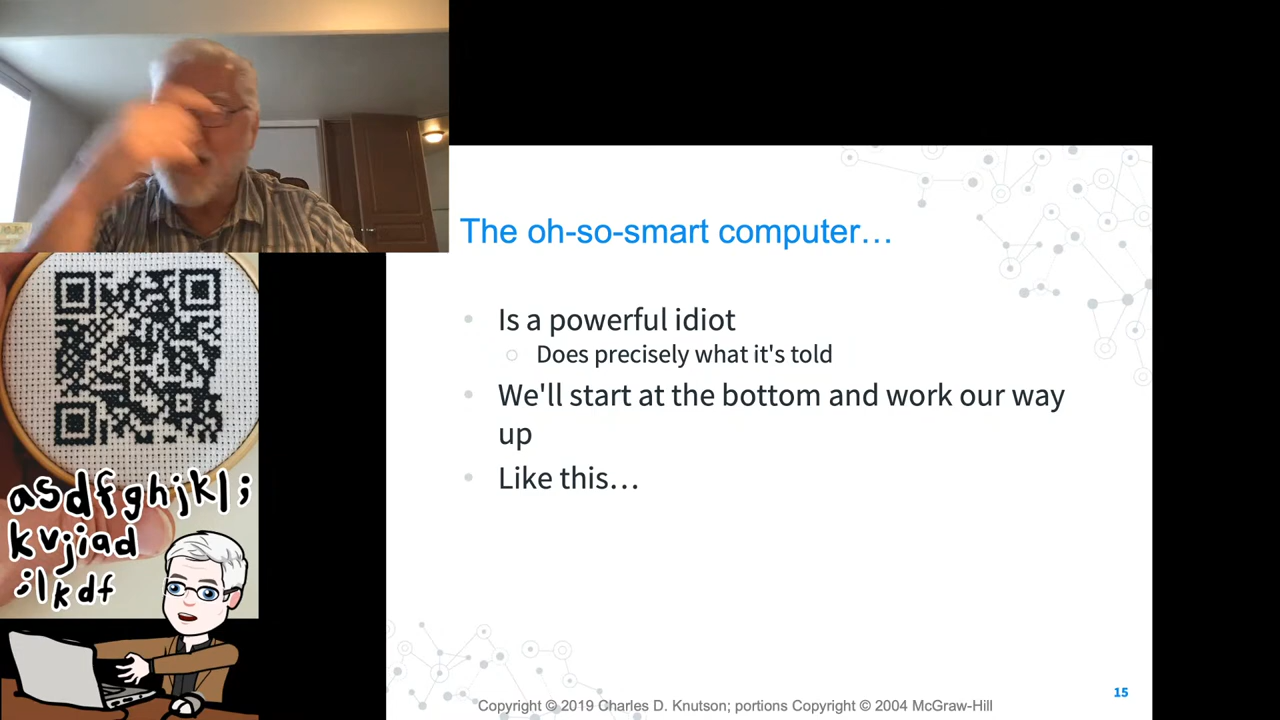 The oh-so-smart computer…
Is a powerful idiot
Does precisely what it's told
We'll start at the bottom and work our way
up
Like this…
asdfghjkl;
kvjiad
;lkdf
15
Copyright © 2019 Charles D. Knutson; portions Copyright © 2004 McGraw-Hill